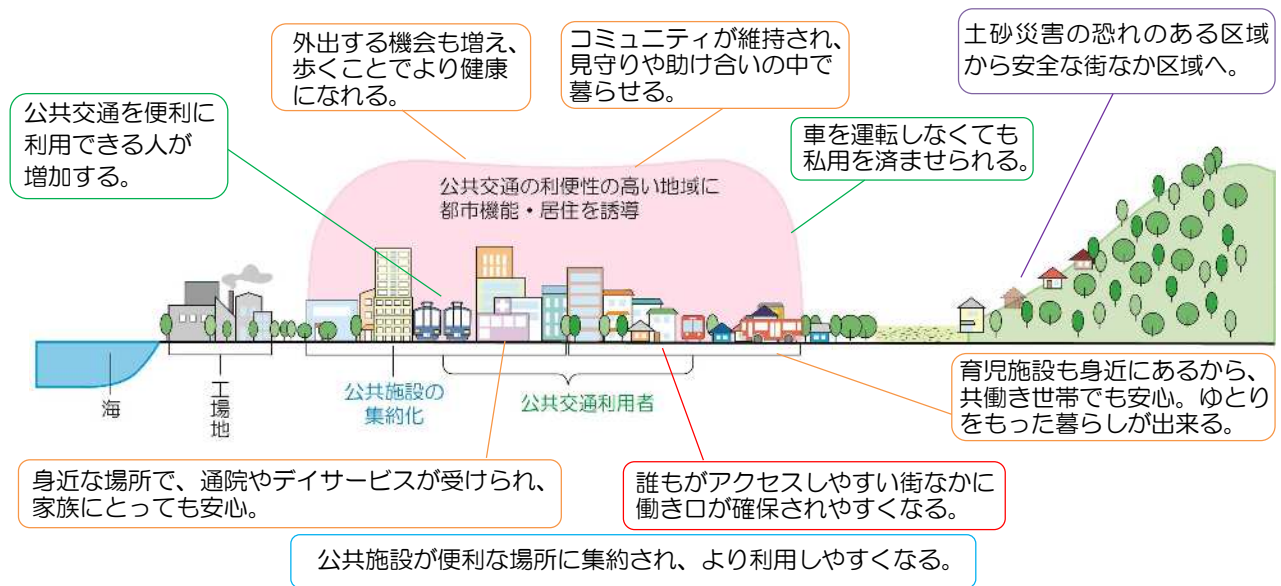 外出する機会も増え、
歩くことでより健康
になれる。
コミュニティが維持され、
見守りや助け合いの中で
暮らせる。
土砂災害の恐れのある区域
から安全な街なか区域へ。
公共交通を便利に
利用できる人が
増加する。
車を運転しなくても
私用を済ませられる。
公共交通の利便性の高い地域に
都市機能・居住を誘導
海
工場地
公共施設の
集約化
公共交通利用者
育児施設も身近にあるから、
共働き世帯でも安心。ゆとり
をもった暮らしが出来る。
身近な場所で、通院やデイサービスが受けられ、
家族にとっても安心。
誰もがアクセスしやすい街なかに
働き口が確保されやすくなる。
公共施設が便利な場所に集約され、より利用しやすくなる。